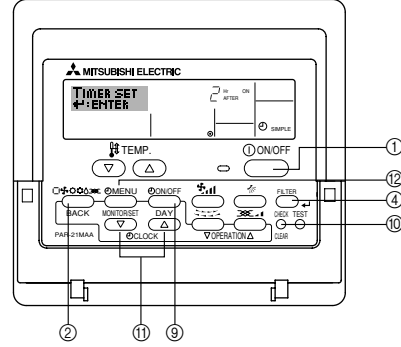 MITSUBISHI ELECTRIC
TIMER SET
↵:ENTER
2 Hr ON
AFTER
SIMPLE
TEMP.
ON/OFF
MENU
ON/OFF
FILTER
BACK
MONITOR/SET
DAY
CHECK TEST
PAR-21MAA
CLOCK
OPERATION
CLEAR
①
⑫
④
⑩
②
⑪
⑨